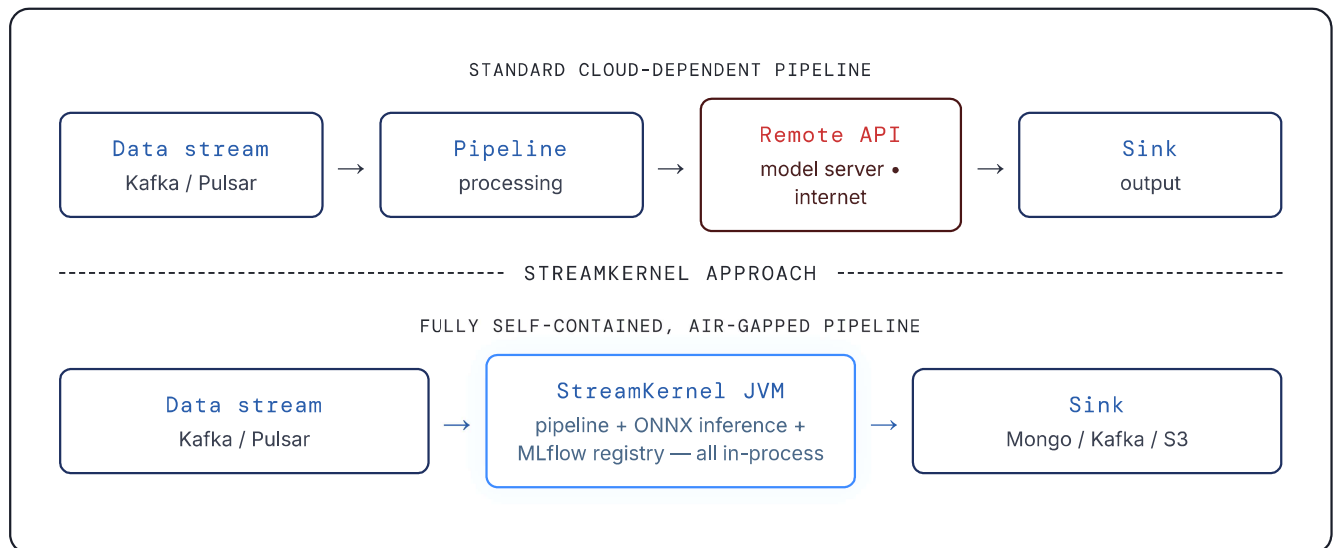 STANDARD CLOUD-DEPENDENT PIPELINE
Data stream
Kafka / Pulsar
→
Pipeline
processing
→
Remote API
model server •
internet
→
Sink
output
STREAMKERNEL APPROACH
FULLY SELF-CONTAINED, AIR-GAPPED PIPELINE
Data stream
Kafka / Pulsar
→
StreamKernel JVM
pipeline + ONNX inference +
MLflow registry — all in-process
→
Sink
Mongo / Kafka / S3